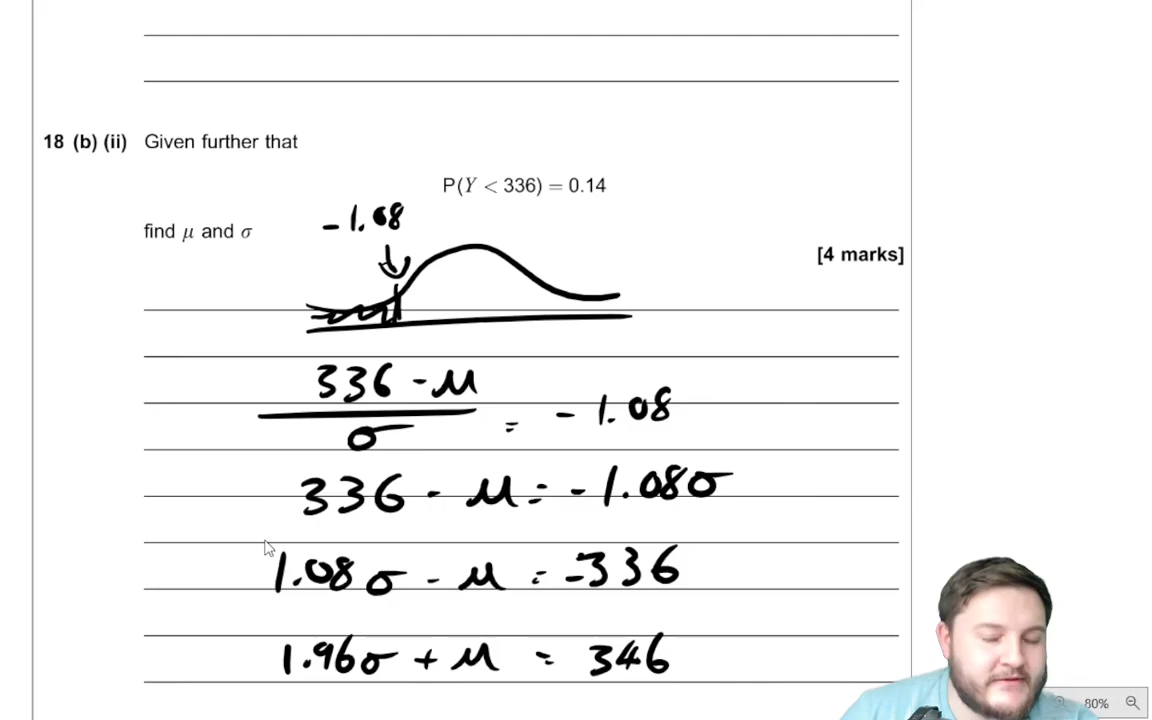 18 (b) (ii) Given further that
P(Y < 336) = 0.14
find μ and σ
- 1.08
[4 marks]
336 - μ
σ
= - 1.08
336 - μ = - 1.08σ
1.08σ - μ = -336
1.96σ + μ = 346
80%